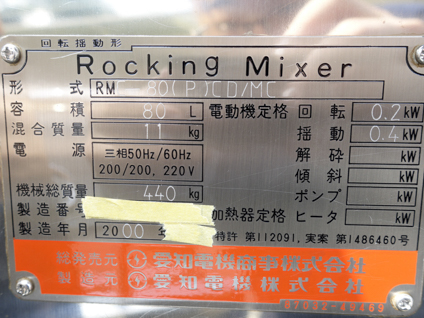 回転揺動形
Rocking Mixer
形式 RM 80(P)CD/MC
容積 80 L 電動機定格 回転 0.2 kW
混合質量 11 kg 揺動 0.4 kW
電源 三相50Hz/60Hz 200/200, 220V 解砕 kW
傾斜 kW
機械総質量 440 kg ポンプ kW
製造番号 加熱器定格 ヒータ kW
製造年月 2000 特許 第112091, 実案 第1486460号
総発売元 愛知電機商事株式会社
製造元 愛知電機株式会社